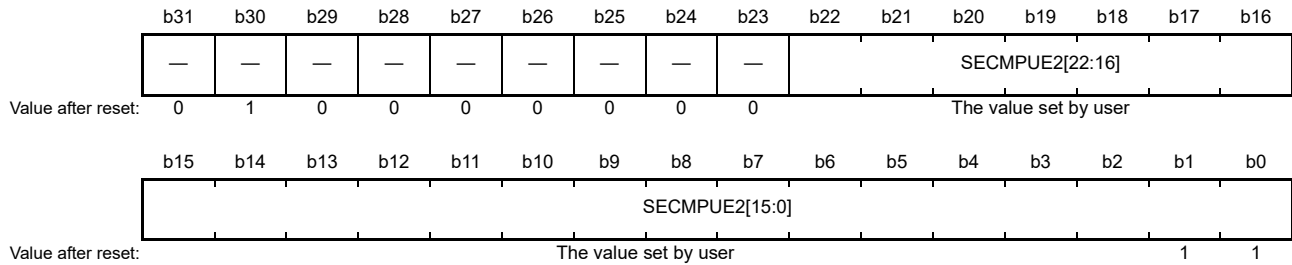 b31 b30 b29 b28 b27 b26 b25 b24 b23 b22 b21 b20 b19 b18 b17 b16
— — — — — — — — — SECMPUE2[22:16]
Value after reset: 0 1 0 0 0 0 0 0 0 The value set by user
b15 b14 b13 b12 b11 b10 b9 b8 b7 b6 b5 b4 b3 b2 b1 b0
SECMPUE2[15:0]
Value after reset: The value set by user 1 1